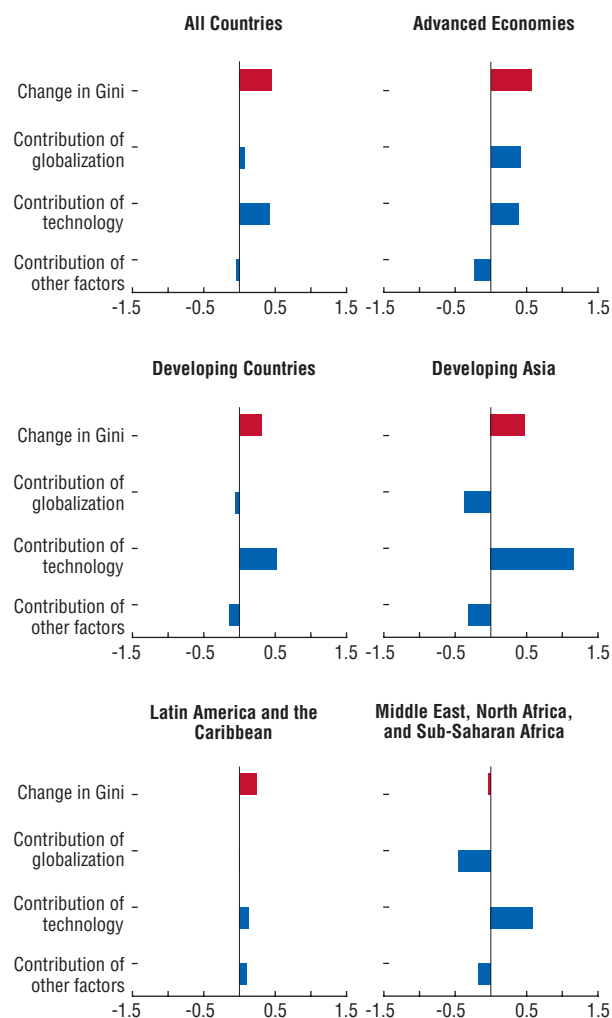 All Countries
Advanced Economies
Change in Gini
Contribution of
globalization
Contribution of
technology
Contribution of
other factors
-1.5 -0.5 0.5 1.5
-1.5 -0.5 0.5 1.5
Developing Countries
Developing Asia
Change in Gini
Contribution of
globalization
Contribution of
technology
Contribution of
other factors
-1.5 -0.5 0.5 1.5
-1.5 -0.5 0.5 1.5
Latin America and the
Caribbean
Middle East, North Africa,
and Sub-Saharan Africa
Change in Gini
Contribution of
globalization
Contribution of
technology
Contribution of
other factors
-1.5 -0.5 0.5 1.5
-1.5 -0.5 0.5 1.5